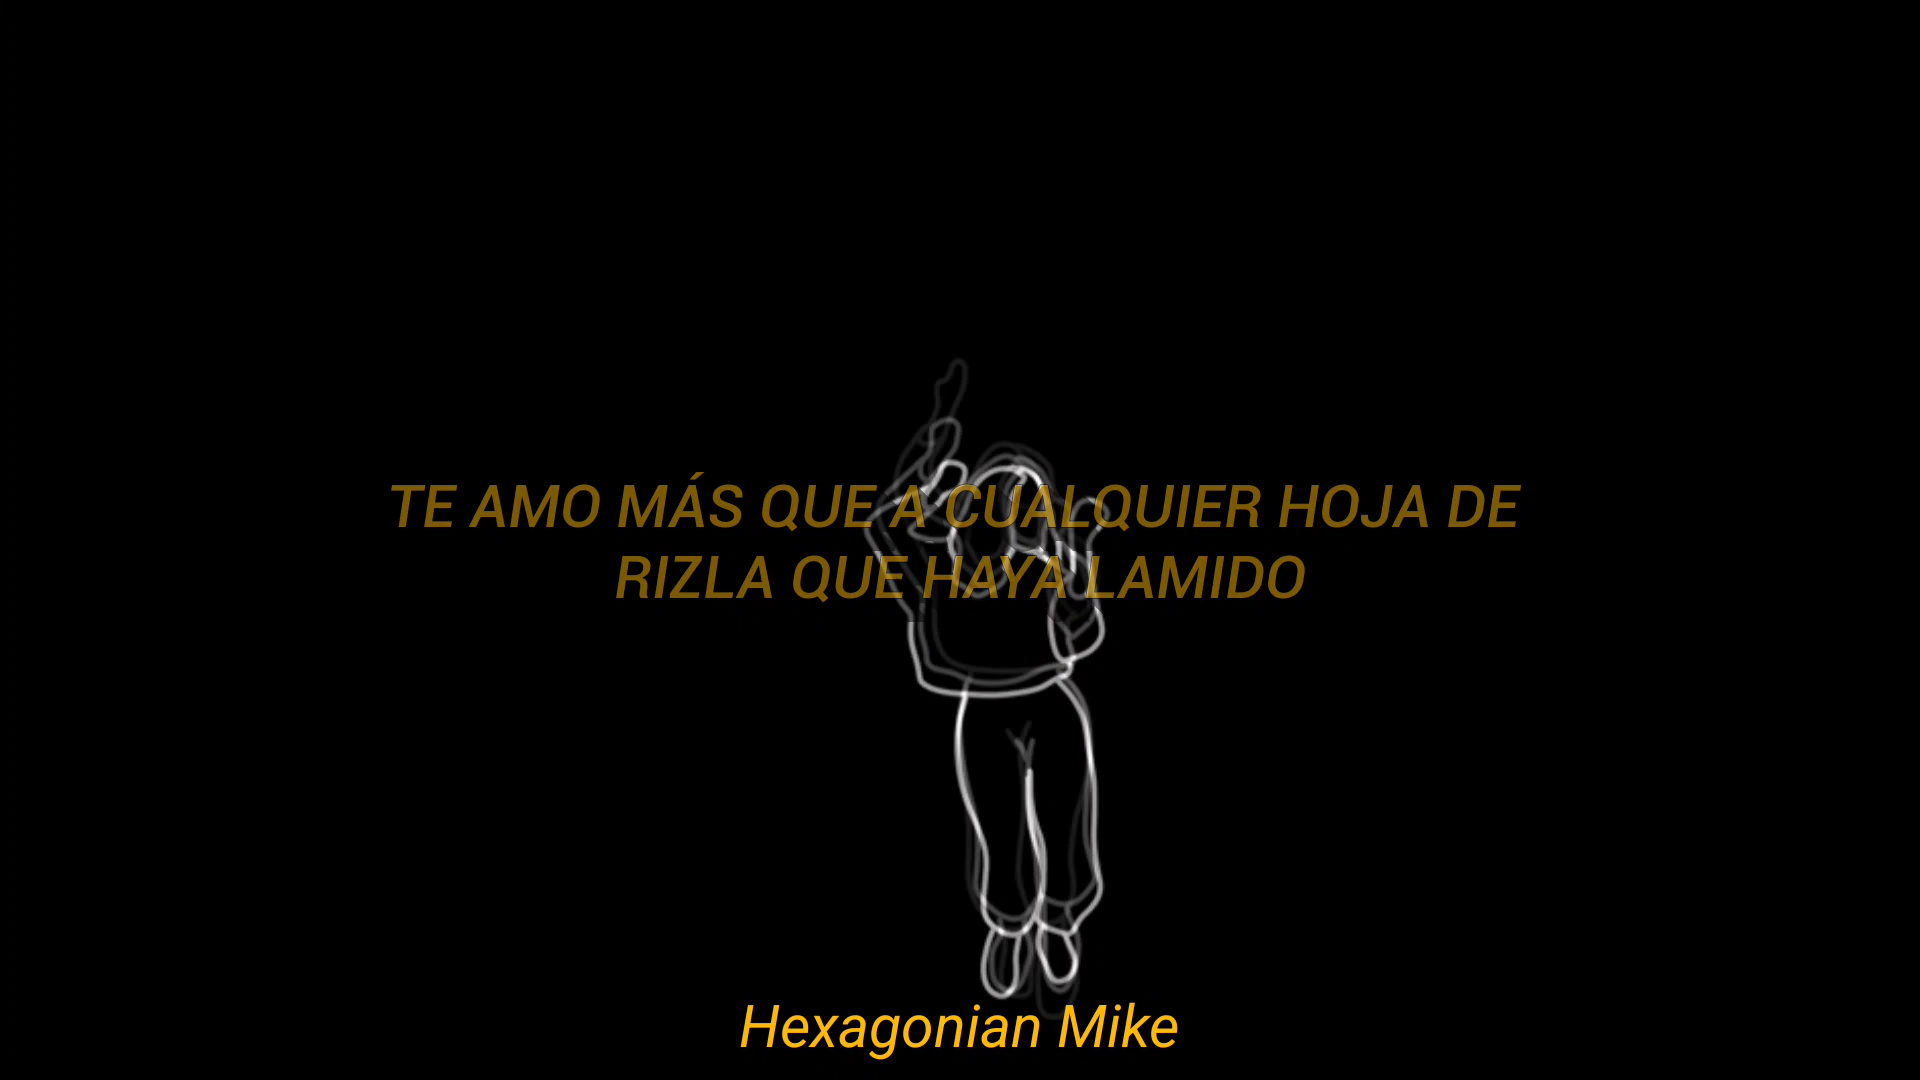 TE AMO MÁS QUE A CUALQUIER HOJA DE
RIZLA QUE HAYA LAMIDO
Hexagonian Mike